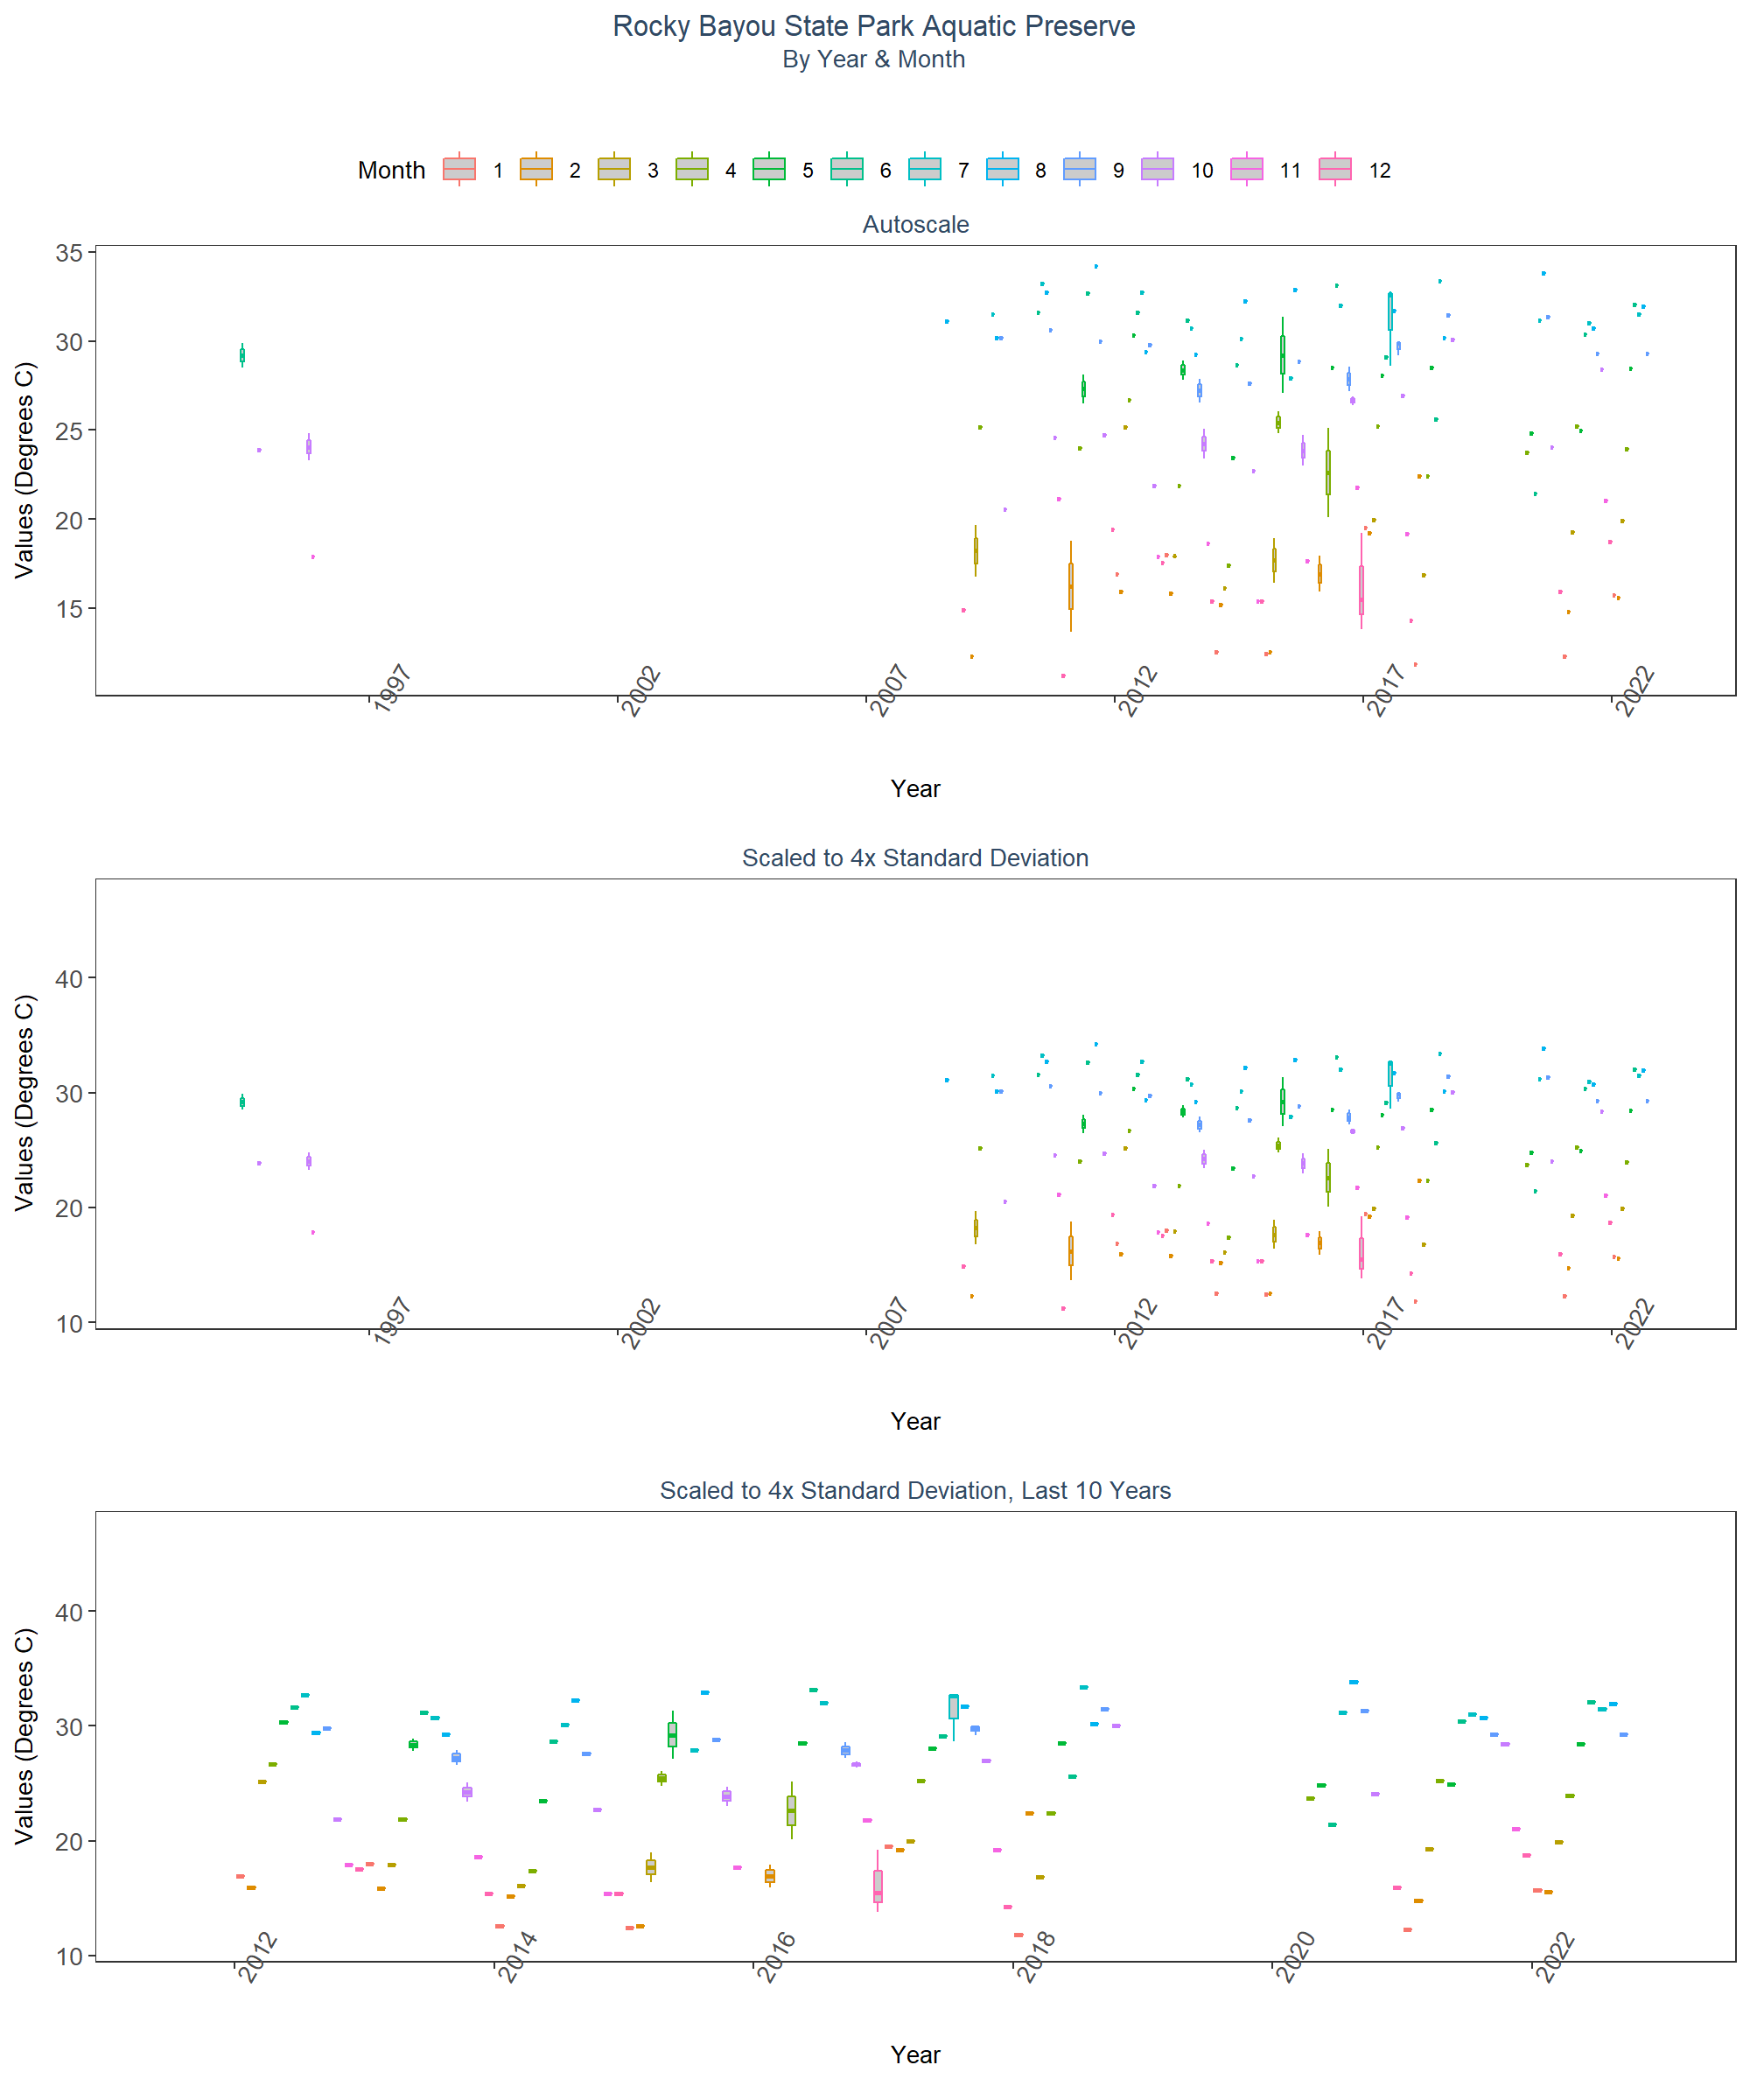 Rocky Bayou State Park Aquatic Preserve
By Year & Month
Month 1 2 3 4 5 6 7 8 9 10 11 12
Autoscale
Values (Degrees C)
35
30
25
20
15
1997 2002 2007 2012 2017 2022
Year
Scaled to 4x Standard Deviation
Values (Degrees C)
40
30
20
10
1997 2002 2007 2012 2017 2022
Year
Scaled to 4x Standard Deviation, Last 10 Years
Values (Degrees C)
40
30
20
10
2012 2014 2016 2018 2020 2022
Year